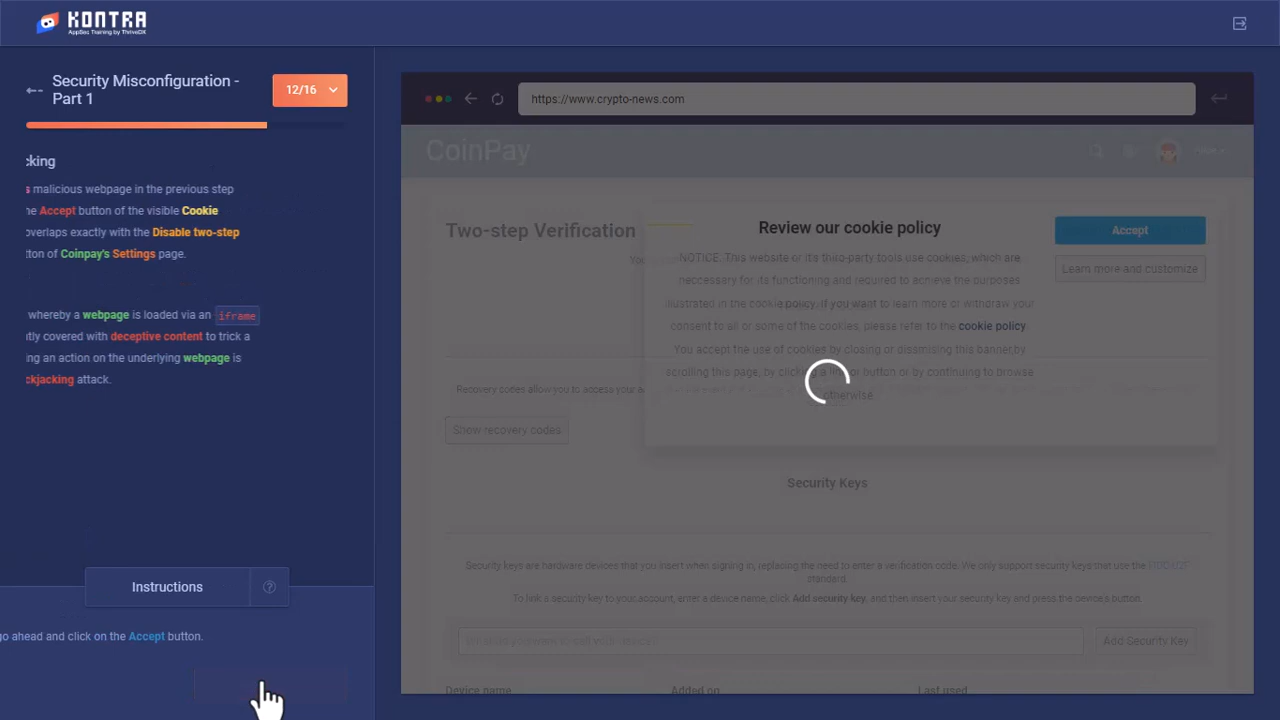 KONTRA
AppSec Training by ThriveDX
Security Misconfiguration -
Part 1
12/16
cking
s malicious webpage in the previous step
he Accept button of the visible Cookie
overlaps exactly with the Disable two-step
tton of Coinpay's Settings page.
whereby a webpage is loaded via an iframe
ntly covered with deceptive content to trick a
ing an action on the underlying webpage is
ckjacking attack.
Instructions
go ahead and click on the Accept button.
https://www.crypto-news.com
CoinPay
Two-step Verification
Review our cookie policy
Accept
Learn more and customize
NOTICE. This website or its third-party tools use cookies, which are
neccessary for its functioning and required to achieve the purposes
illustrated in the cookie policy. If you want to learn more or withdraw your
consent to all or some of the cookies, please refer to the cookie policy.
You accept the use of cookies by closing or dismissing this banner, by
scrolling this page, by clicking a link or button or by continuing to browse
otherwise.
Recovery codes allow you to access your a
Show recovery codes
Security Keys
Security keys are hardware devices that you insert when signing in, replacing the need to enter a verification code. We only support security keys that use the
standard.
To link a security key to your account, enter a device name, click Add security key, and then insert your security key and press the device's button.
Add Security Key
Device name
Added on
Last used